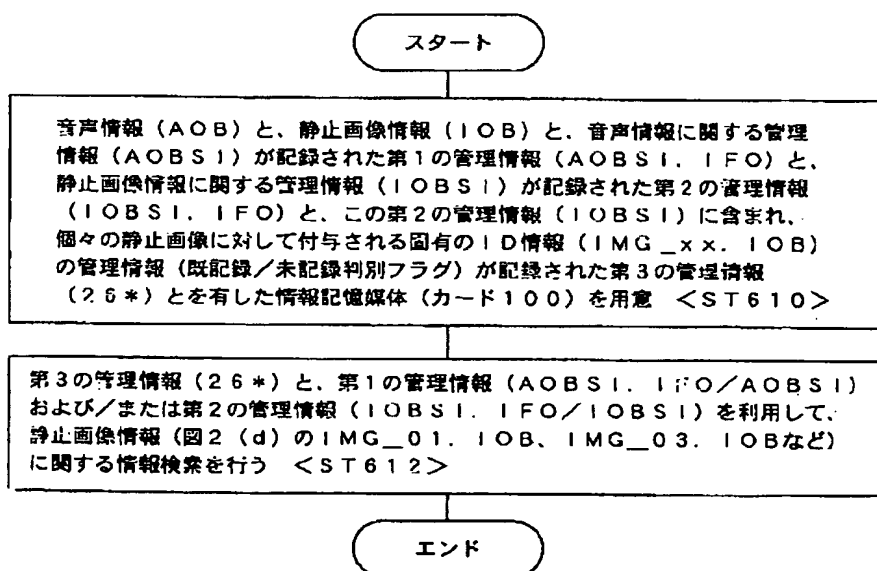 スタート
音声情報（AOB）と、静止画像情報（IOB）と、音声情報に関する管理
情報（AOBSI）が記録された第1の管理情報（AOBSI．IFO）と、
静止画像情報に関する管理情報（IOBSI）が記録された第2の管理情報
（IOBSI．IFO）と、この第2の管理情報（IOBSI）に含まれ、
個々の静止画像に対して付与される固有のID情報（IMG_xx．IOB）
の管理情報（既記録／未記録判別フラグ）が記録された第3の管理情報
（26*）とを有した情報記憶媒体（カード100）を用意 ＜ST610＞
第3の管理情報（26*）と、第1の管理情報（AOBSI．IFO／AOBSI）
および／または第2の管理情報（IOBSI．IFO／IOBSI）を利用して、
静止画像情報（図2（d）のIMG_01．IOB、IMG_03．IOBなど）
に関する情報検索を行う ＜ST612＞
エンド